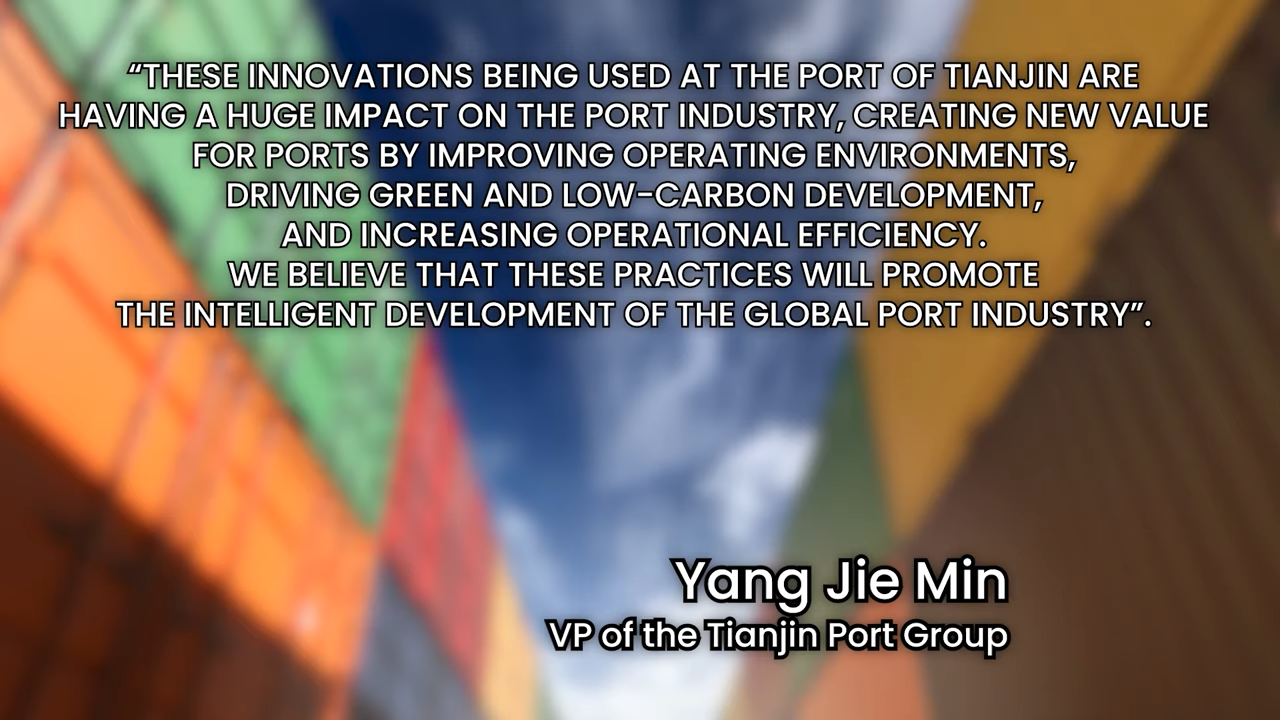 “THESE INNOVATIONS BEING USED AT THE PORT OF TIANJIN ARE
HAVING A HUGE IMPACT ON THE PORT INDUSTRY, CREATING NEW VALUE
FOR PORTS BY IMPROVING OPERATING ENVIRONMENTS,
DRIVING GREEN AND LOW-CARBON DEVELOPMENT,
AND INCREASING OPERATIONAL EFFICIENCY.
WE BELIEVE THAT THESE PRACTICES WILL PROMOTE
THE INTELLIGENT DEVELOPMENT OF THE GLOBAL PORT INDUSTRY”.
Yang Jie Min
VP of the Tianjin Port Group